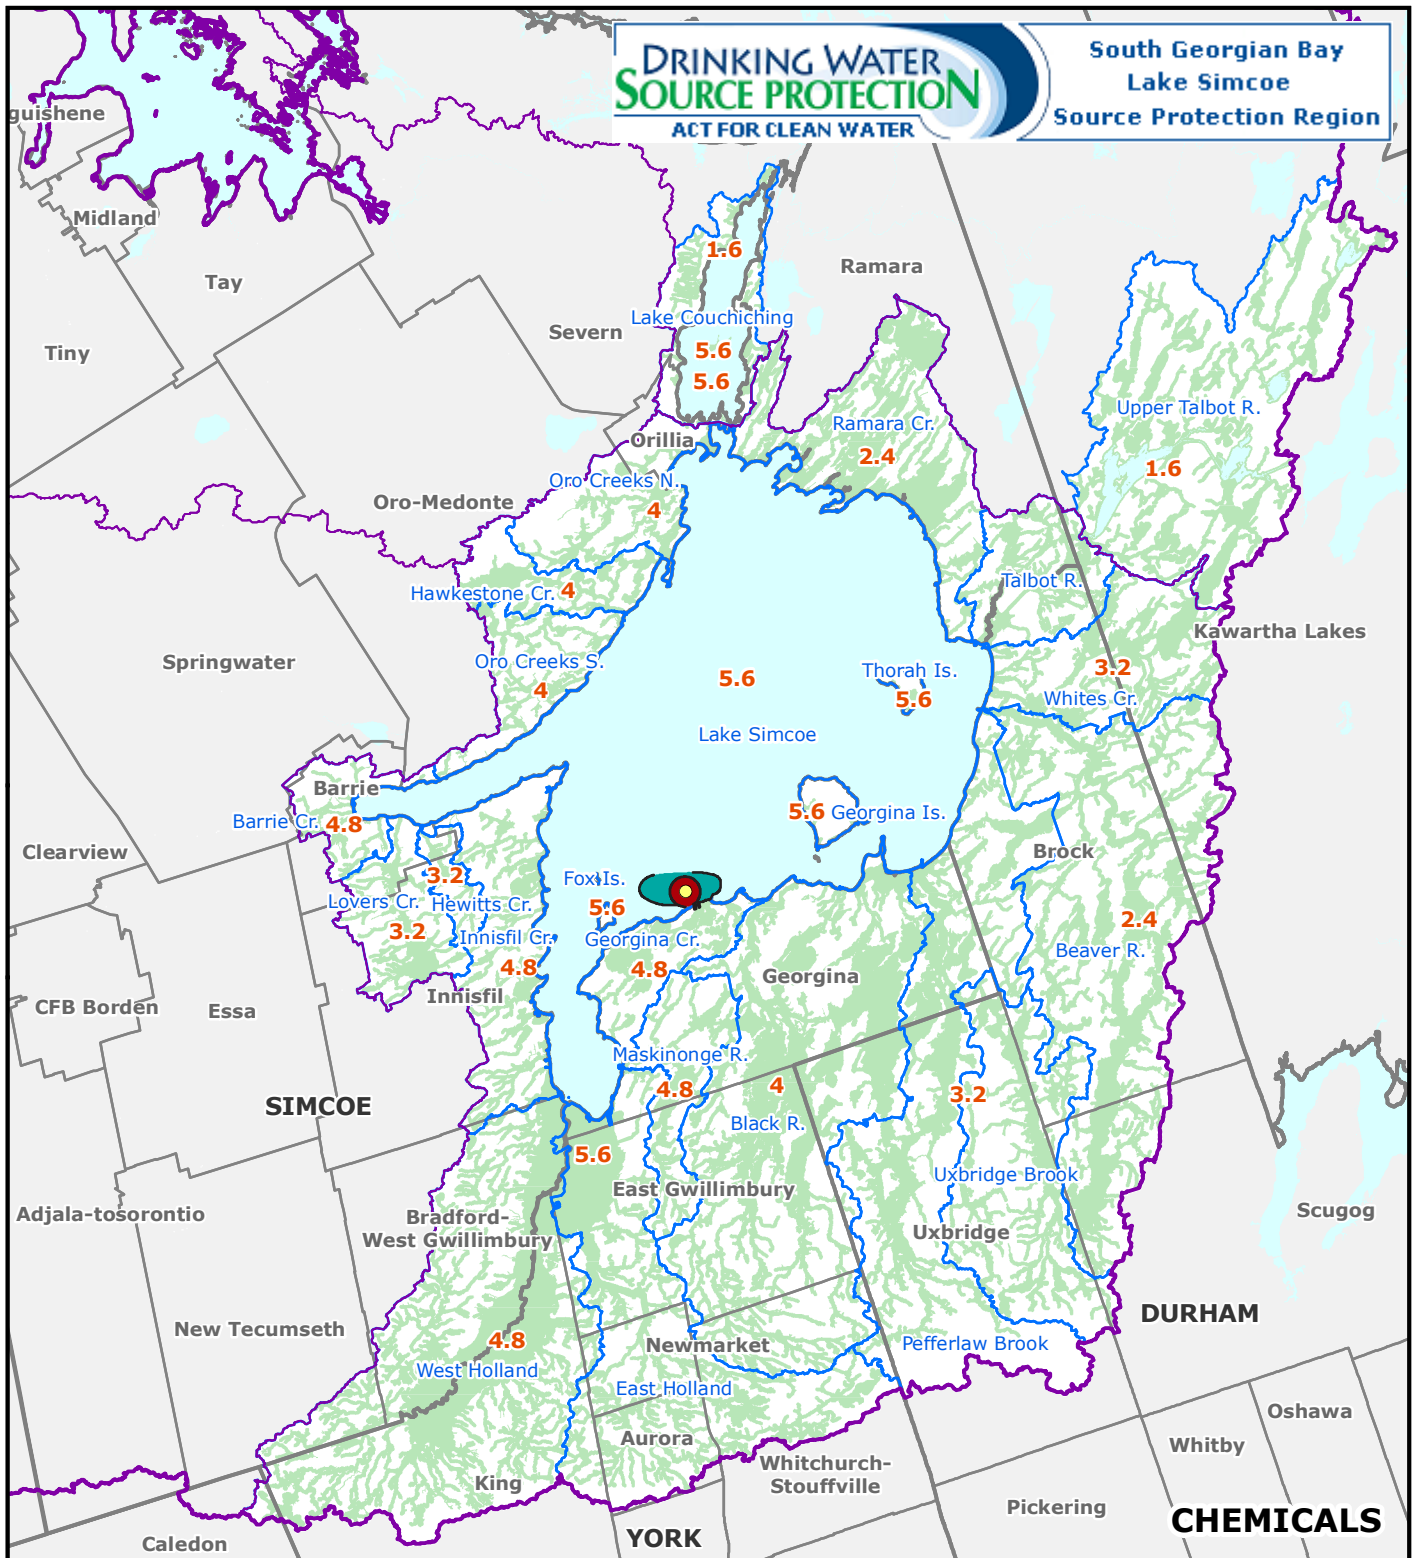 DRINKING WATER
SOURCE PROTECTION
ACT FOR CLEAN WATER
South Georgian Bay
Lake Simcoe
Source Protection Region
guishene
Midland
Tay
Tiny
Severn
Ramara
1.6
Lake Couchiching
5.6
5.6
Upper Talbot R.
1.6
Ramara Cr.
2.4
Orillia
Oro Creeks N.
4
Oro-Medonte
Hawkestone Cr.
4
Talbot R.
Kawartha Lakes
Springwater
Oro Creeks S.
4
5.6
Thorah Is.
5.6
3.2
Whites Cr.
Lake Simcoe
Barrie
Barrie Cr.
4.8
5.6
Georgina Is.
Clearview
Brock
3.2
Fox Is.
5.6
Lovers Cr.
Hewitts Cr.
3.2
Innisfil Cr.
4.8
Georgina Cr.
4.8
2.4
Beaver R.
Georgina
Innisfil
CFB Borden
Essa
Maskinonge R.
4.8
4
3.2
SIMCOE
Black R.
5.6
East Gwillimbury
Uxbridge Brook
Adjala-tosorontio
Bradford-
West Gwillimbury
Uxbridge
Scugog
New Tecumseth
4.8
West Holland
Newmarket
Pefferlaw Brook
DURHAM
East Holland
Aurora
Oshawa
Whitby
Whitchurch-
Stouffville
King
Pickering
Caledon
YORK
CHEMICALS